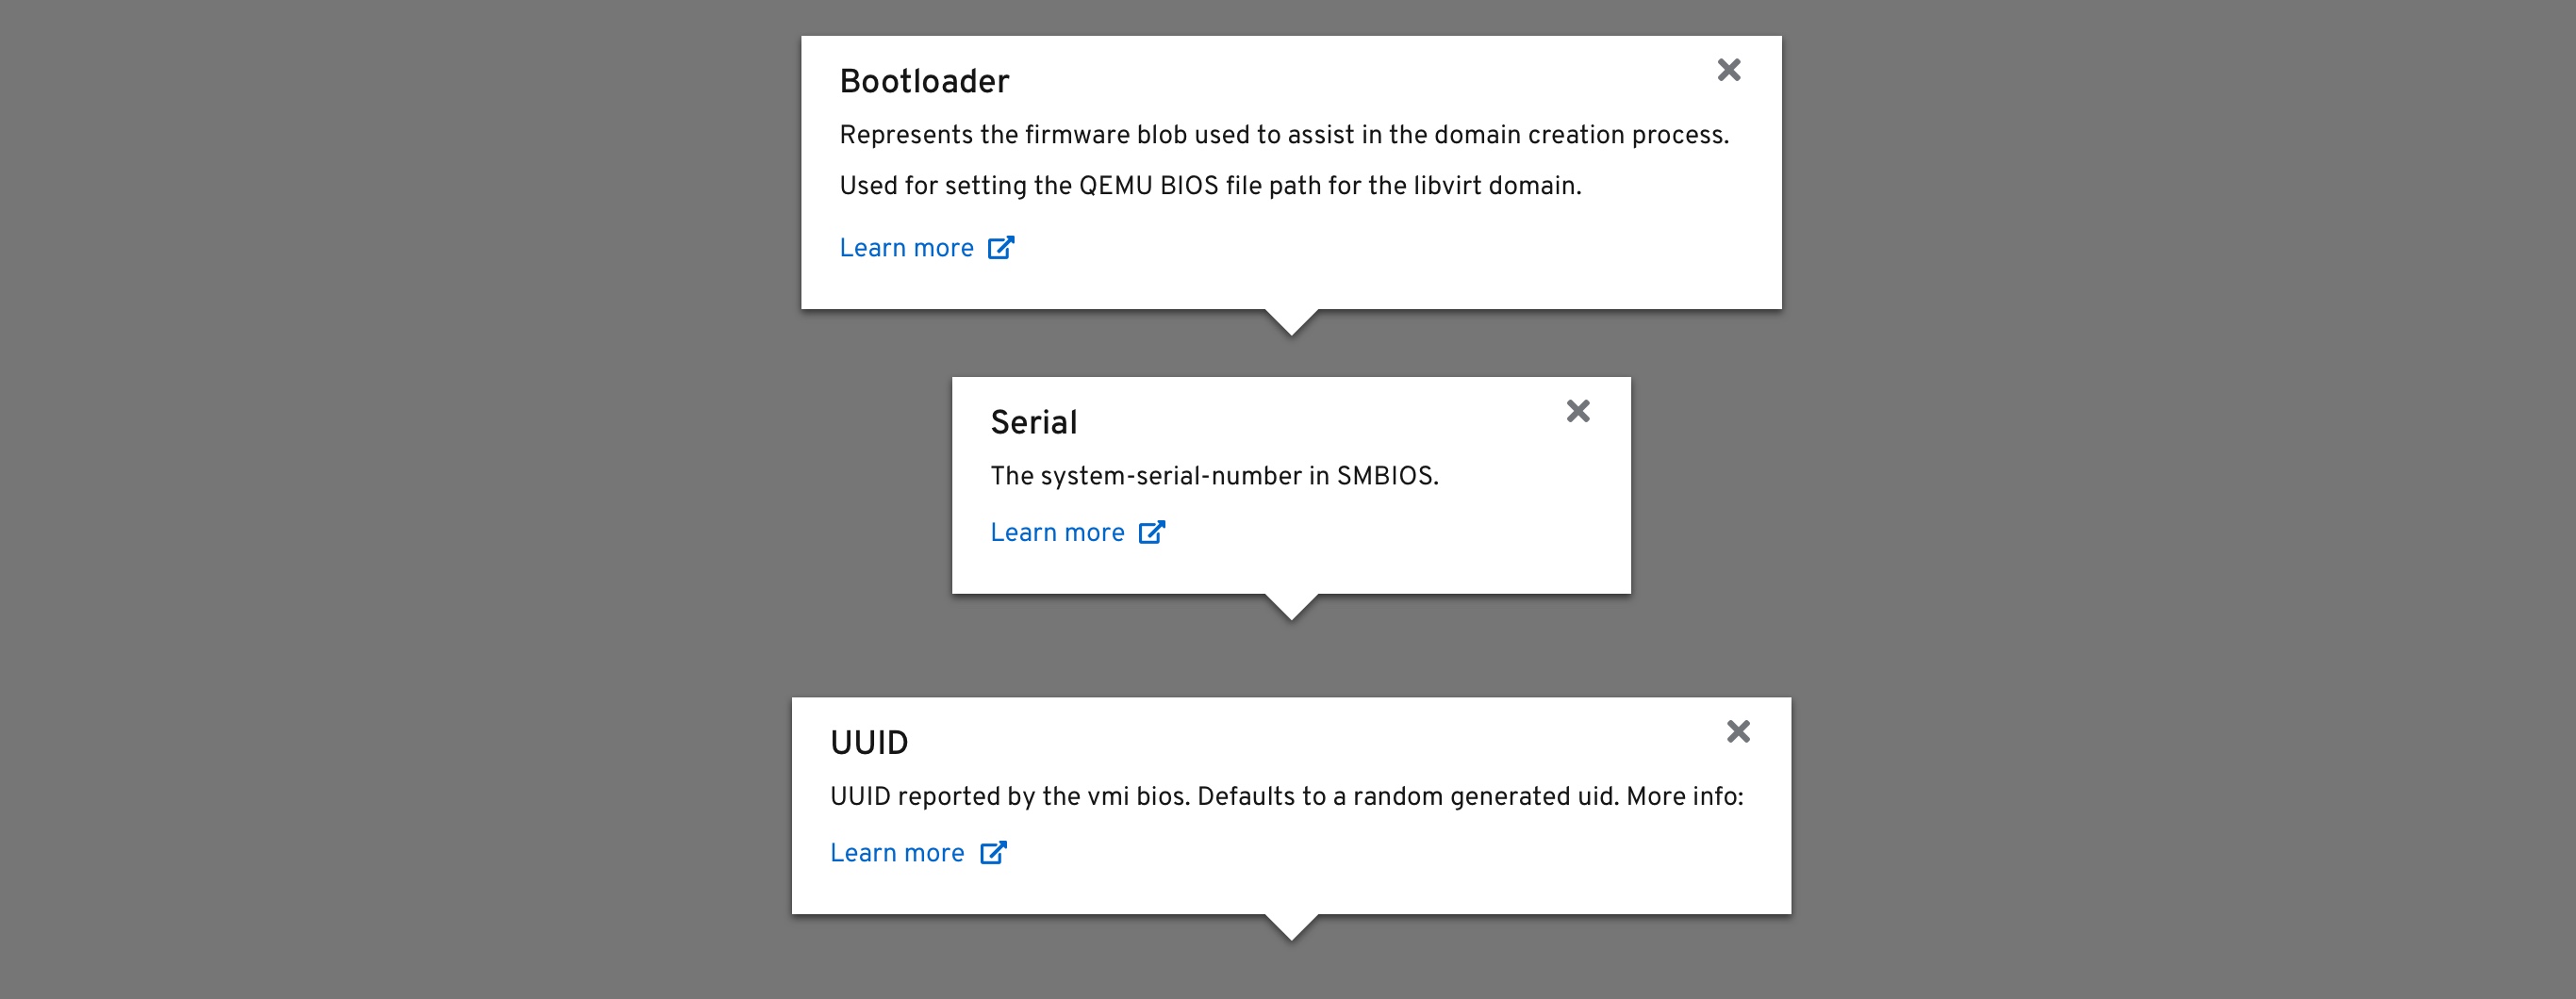 Bootloader
Represents the firmware blob used to assist in the domain creation process.
Used for setting the QEMU BIOS file path for the libvirt domain.
Learn more
Serial
The system-serial-number in SMBIOS.
Learn more
UUID
UUID reported by the vmi bios. Defaults to a random generated uid. More info:
Learn more